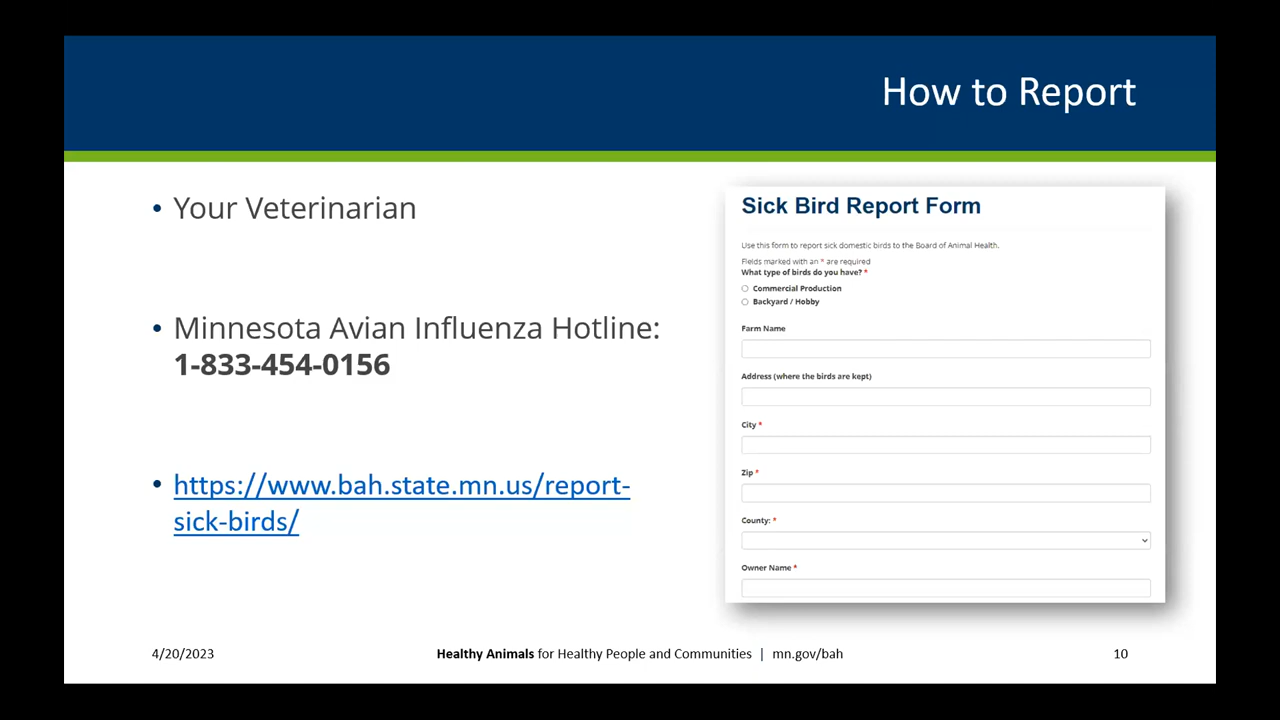 How to Report
• Your Veterinarian
• Minnesota Avian Influenza Hotline:
1-833-454-0156
• https://www.bah.state.mn.us/report-
sick-birds/
Sick Bird Report Form
Use this form to report sick domestic birds to the Board of Animal Health.
Fields marked with an * are required
What type of birds do you have? *
Commercial Production
Backyard / Hobby
Farm Name
Address (where the birds are kept)
City *
Zip *
County: *
Owner Name *
4/20/2023
Healthy Animals for Healthy People and Communities | mn.gov/bah
10